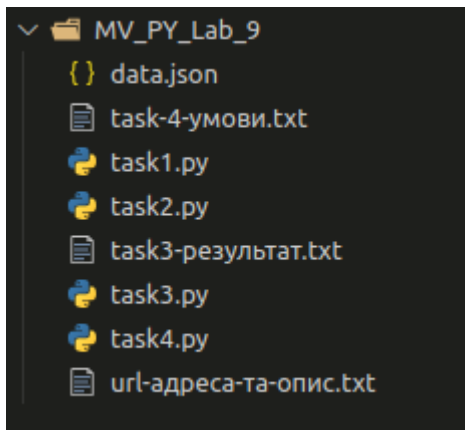 MV_PY_Lab_9
{} data.json
task-4-умови.txt
task1.py
task2.py
task3-результат.txt
task3.py
task4.py
url-адреса-та-опис.txt